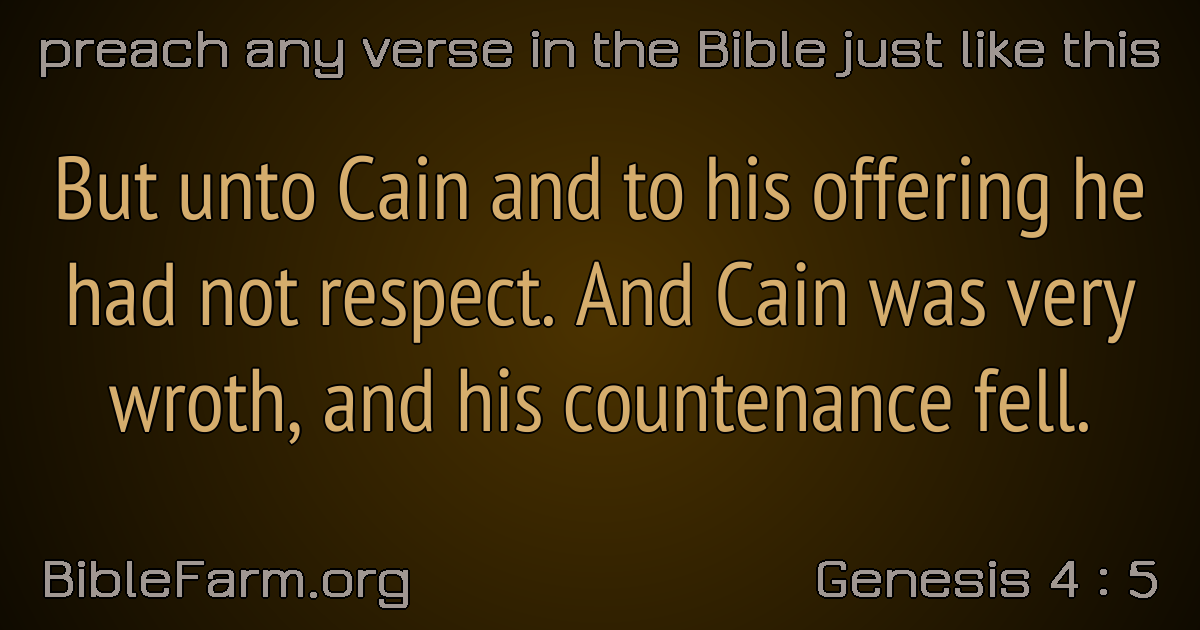 preach any verse in the Bible just like this
But unto Cain and to his offering he
had not respect. And Cain was very
wroth, and his countenance fell.
BibleFarm.org
Genesis 4 : 5